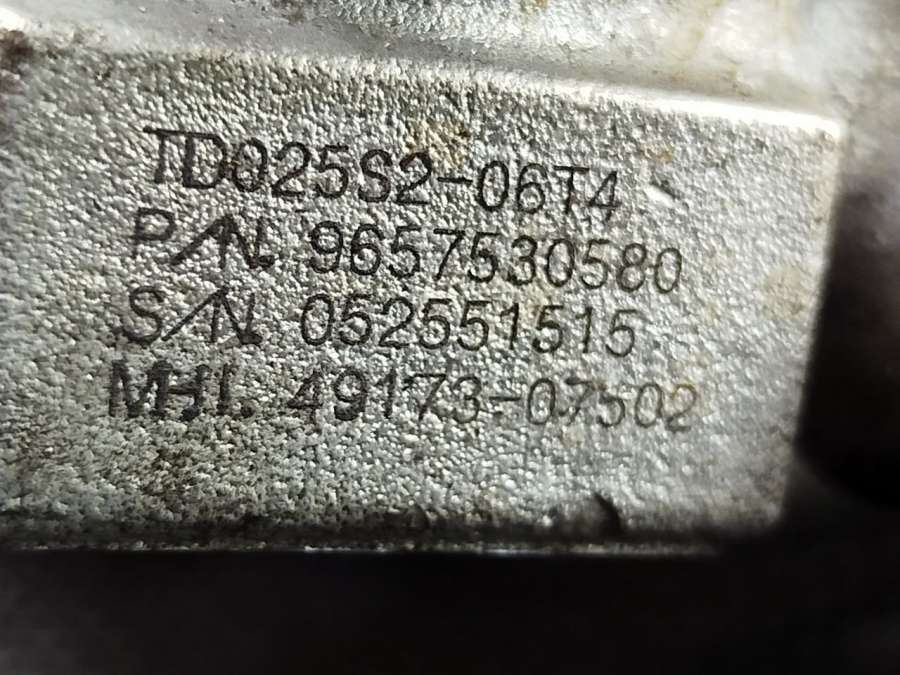 TD025S2-06T4
P/N. 9657530580
S/N. 052551515
MHI. 49173-07502